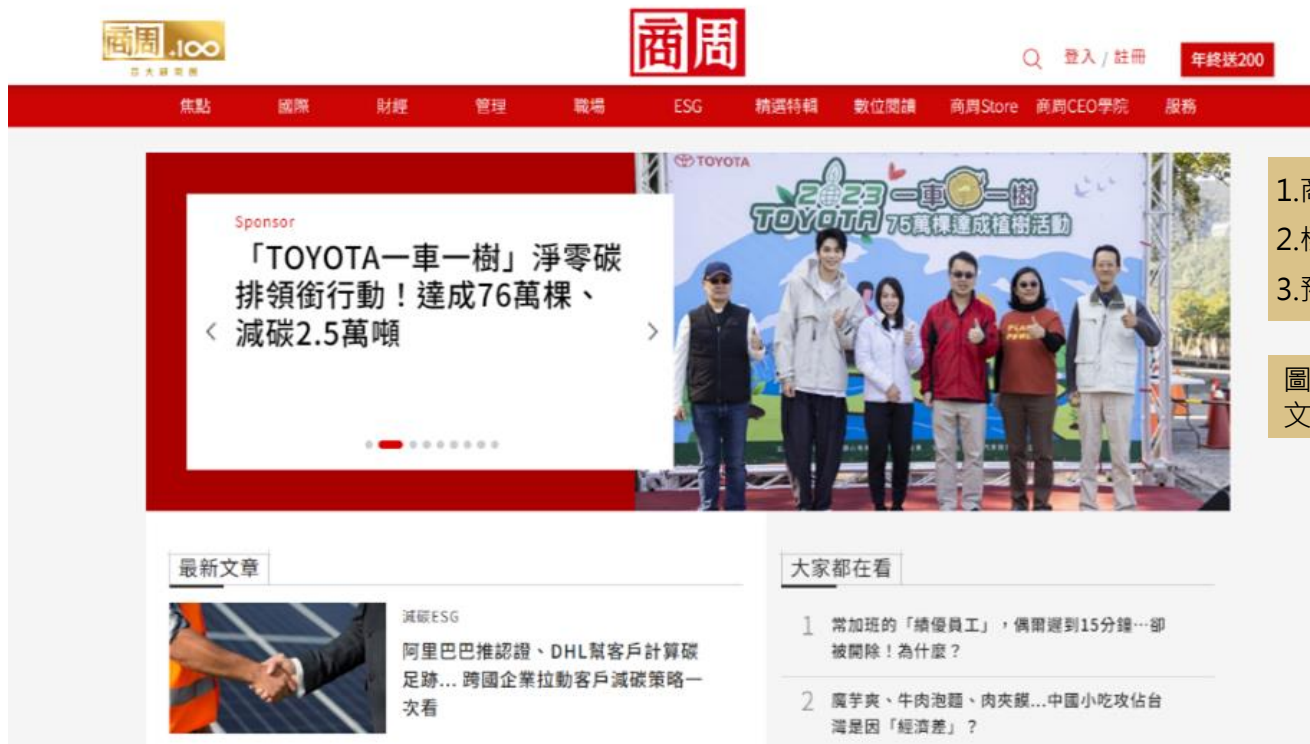 商周.100
百大顧問團
商周
登入 / 註冊
年終送200
焦點 國際 財經 管理 職場 ESG 精選特輯 數位閱讀 商周Store 商周CEO學院 服務
Sponsor
「TOYOTA一車一樹」淨零碳
排領銜行動！達成76萬棵、
減碳2.5萬噸
TOYOTA
2023 一車一樹
TOYOTA 75萬棵達成植樹活動
1.商
2.
3.預
圖
文
最新文章
減碳ESG
阿里巴巴推認證、DHL幫客戶計算碳
足跡... 跨國企業拉動客戶減碳策略一
次看
大家都在看
1 常加班的「績優員工」，偶爾遲到15分鐘…卻
被開除！為什麼？
2 魔芋爽、牛肉泡麵、肉夾饃...中國小吃攻佔台
灣是因「經濟差」？